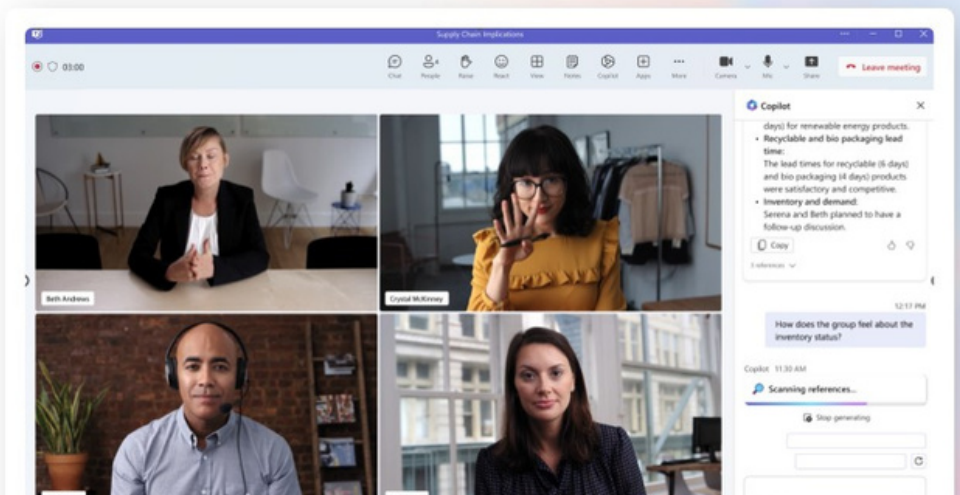 Supply Chain Implications
03:00
Chat
People
Raise
React
View
Notes
Copilot
Apps
More
Camera
Mic
Share
Leave meeting
Copilot
days) for renewable energy products.
• Recyclable and bio packaging lead
time:
The lead times for recyclable (6 days)
and bio packaging (4 days) products
were satisfactory and competitive.
• Inventory and demand:
Serena and Beth planned to have a
follow-up discussion.
Copy
3 references
12:17 PM
How does the group feel about the
inventory status?
Copilot 11:30 AM
Scanning references...
Stop generating
Beth Andrews
Crystal McKinney